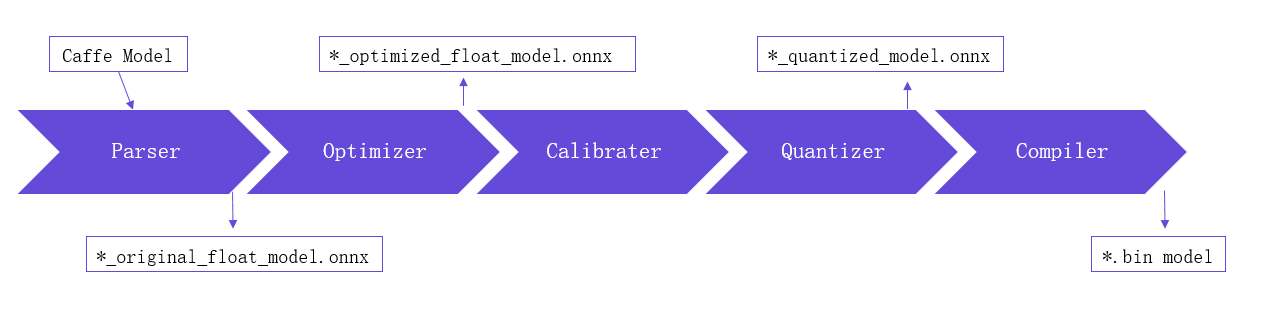 Caffe Model
*_optimized_float_model.onnx
*_quantized_model.onnx
Parser
Optimizer
Calibrater
Quantizer
Compiler
*_original_float_model.onnx
*.bin model